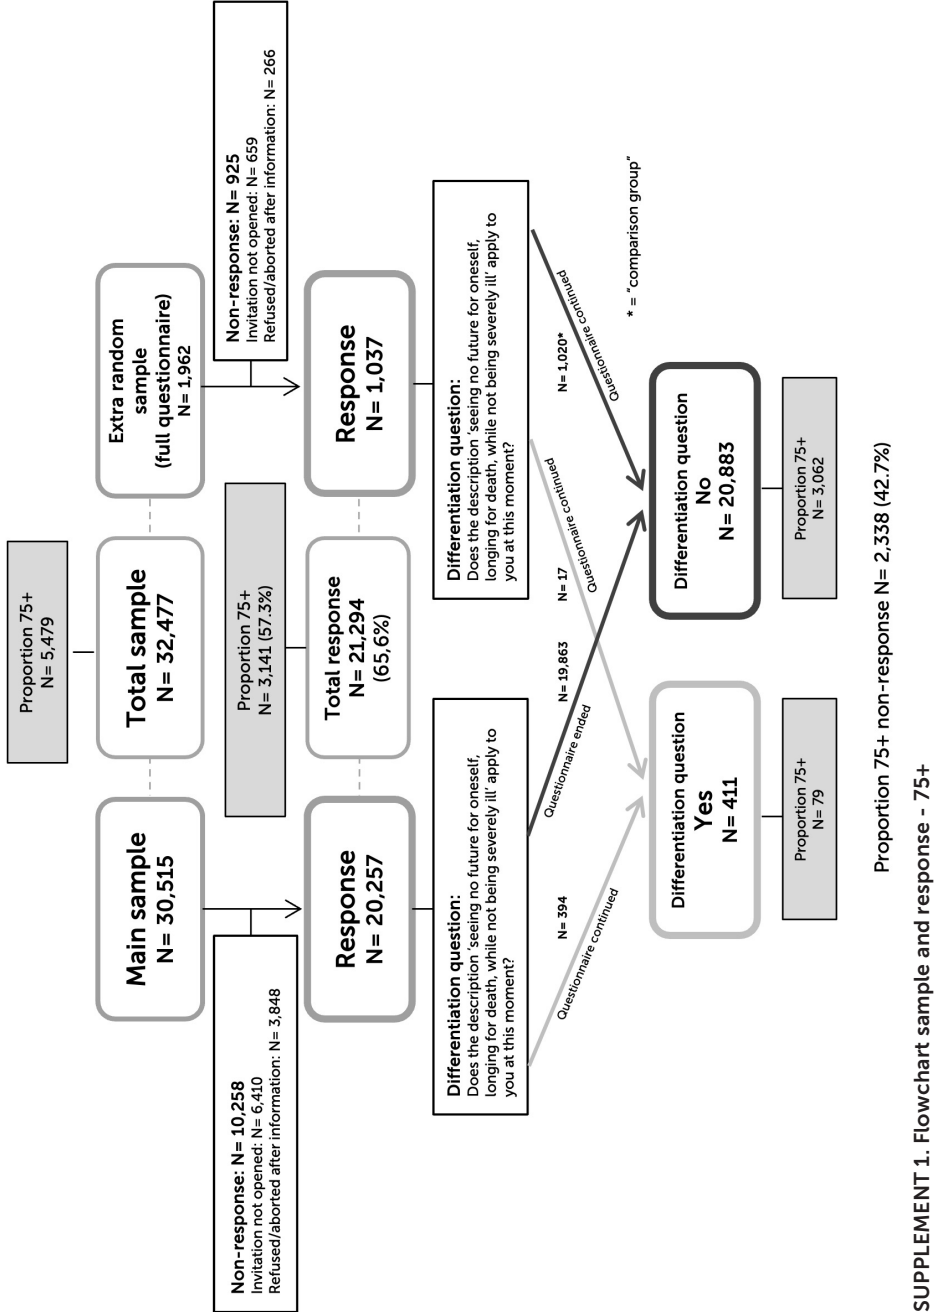 Proportion 75+
N= 5,479
Main sample
N= 30,515
Total sample
N= 32,477
Extra random
sample
(full questionnaire)
N= 1,962
Non-response: N= 10,258
Invitation not opened: N= 6,410
Refused/aborted after information: N= 3,848
Proportion 75+
N= 3,141 (57.3%)
Non-response: N= 925
Invitation not opened: N= 659
Refused/aborted after information: N= 266
Response
N= 20,257
Total response
N= 21,294
(65,6%)
Response
N= 1,037
Differentiation question:
Does the description ‘seeing no future for oneself,
longing for death, while not being severely ill’ apply to
you at this moment?
Differentiation question:
Does the description ‘seeing no future for oneself,
longing for death, while not being severely ill’ apply to
you at this moment?
N= 394
Questionnaire continued
N= 19,863
Questionnaire ended
N= 17
Questionnaire continued
N= 1,020*
Questionnaire continued
* = “comparison group”
Differentiation question
Yes
N= 411
Differentiation question
No
N= 20,883
Proportion 75+
N= 79
Proportion 75+
N= 3,062
Proportion 75+ non-response N= 2,338 (42.7%)
SUPPLEMENT 1. Flowchart sample and response - 75+